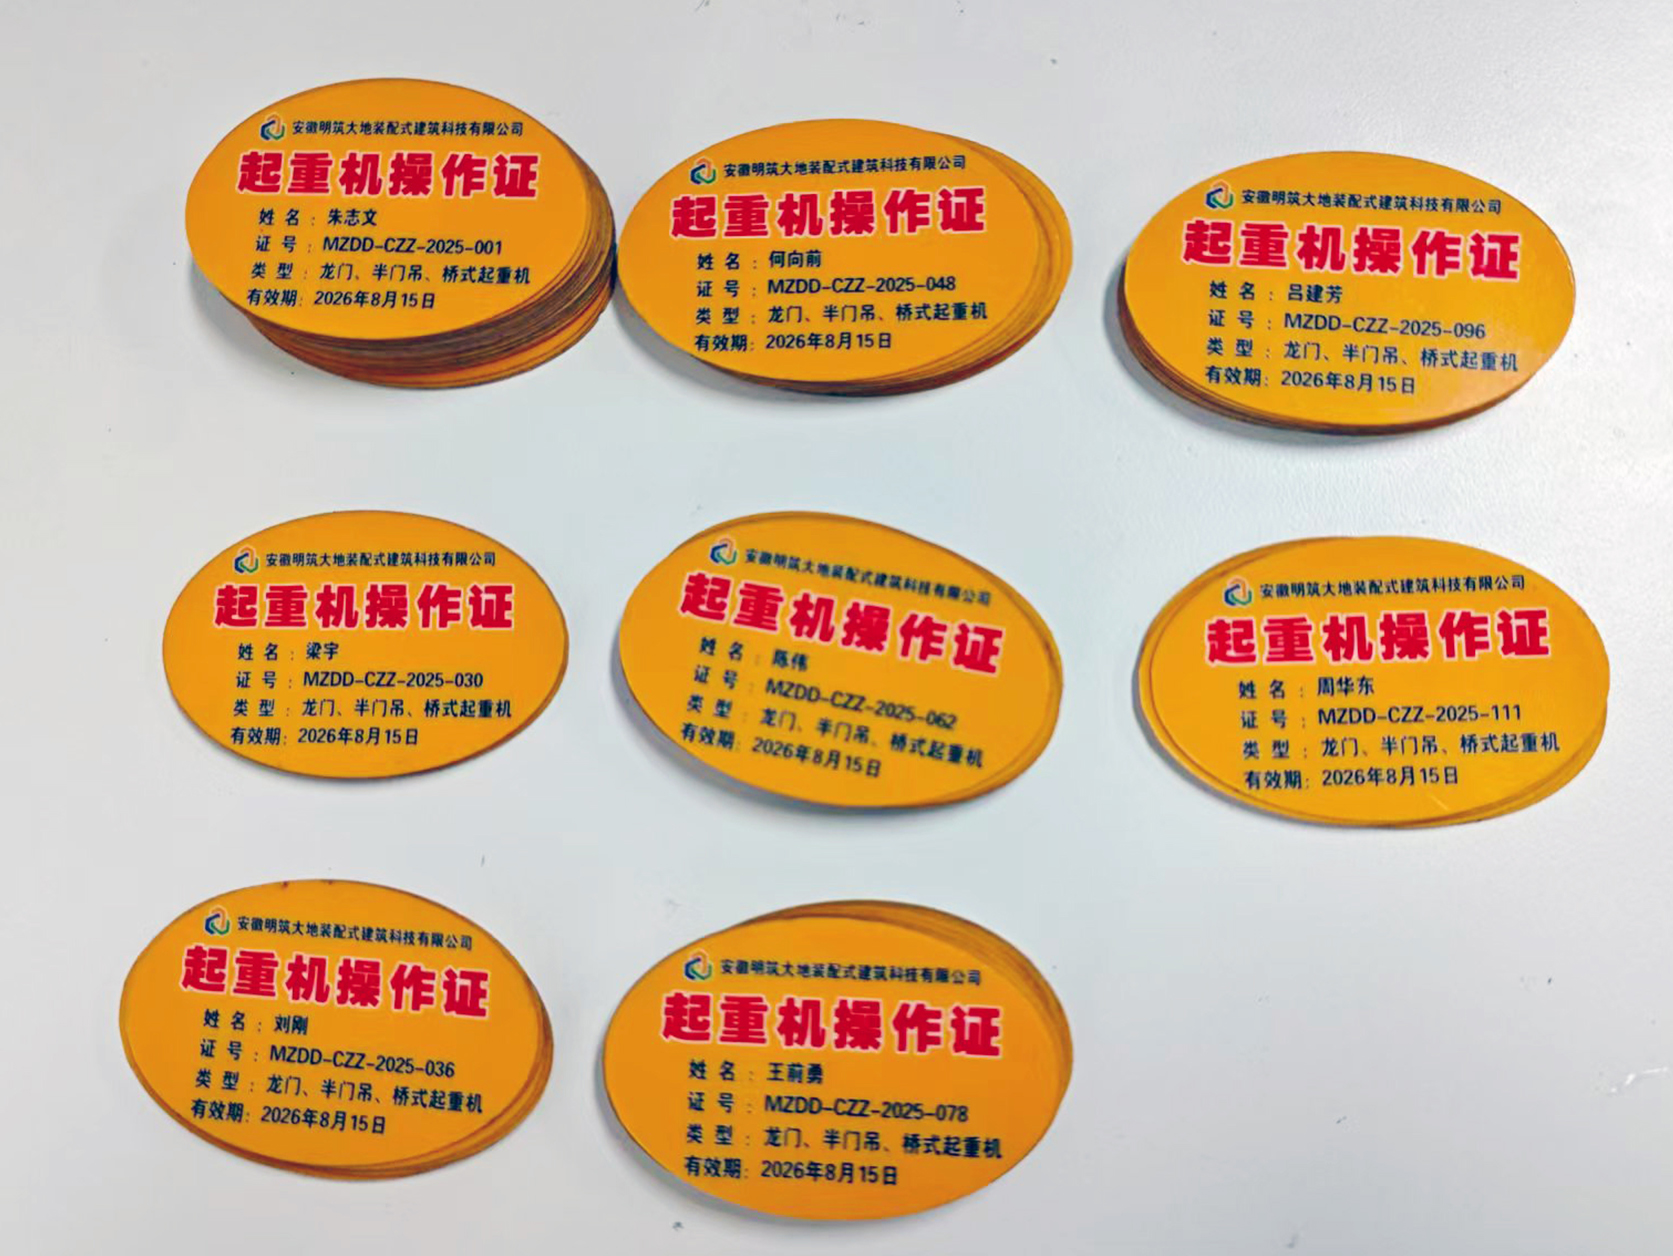 安徽明筑大地装配式建筑科技有限公司
起重机操作证
姓名：朱志文
证号：MZDD-CZZ-2025-001
类型：龙门、半门吊、桥式起重机
有效期：2026年8月15日
安徽明筑大地装配式建筑科技有限公司
起重机操作证
姓名：何向前
证号：MZDD-CZZ-2025-048
类型：龙门、半门吊、桥式起重机
有效期：2026年8月15日
安徽明筑大地装配式建筑科技有限公司
起重机操作证
姓名：吕建芳
证号：MZDD-CZZ-2025-096
类型：龙门、半门吊、桥式起重机
有效期：2026年8月15日
安徽明筑大地装配式建筑科技有限公司
起重机操作证
姓名：梁宇
证号：MZDD-CZZ-2025-030
类型：龙门、半门吊、桥式起重机
有效期：2026年8月15日
安徽明筑大地装配式建筑科技有限公司
起重机操作证
姓名：陈伟
证号：MZDD-CZZ-2025-062
类型：龙门、半门吊、桥式起重机
有效期：2026年8月15日
安徽明筑大地装配式建筑科技有限公司
起重机操作证
姓名：周华东
证号：MZDD-CZZ-2025-111
类型：龙门、半门吊、桥式起重机
有效期：2026年8月15日
安徽明筑大地装配式建筑科技有限公司
起重机操作证
姓名：刘刚
证号：MZDD-CZZ-2025-036
类型：龙门、半门吊、桥式起重机
有效期：2026年8月15日
安徽明筑大地装配式建筑科技有限公司
起重机操作证
姓名：王前勇
证号：MZDD-CZZ-2025-078
类型：龙门、半门吊、桥式起重机
有效期：2026年8月15日